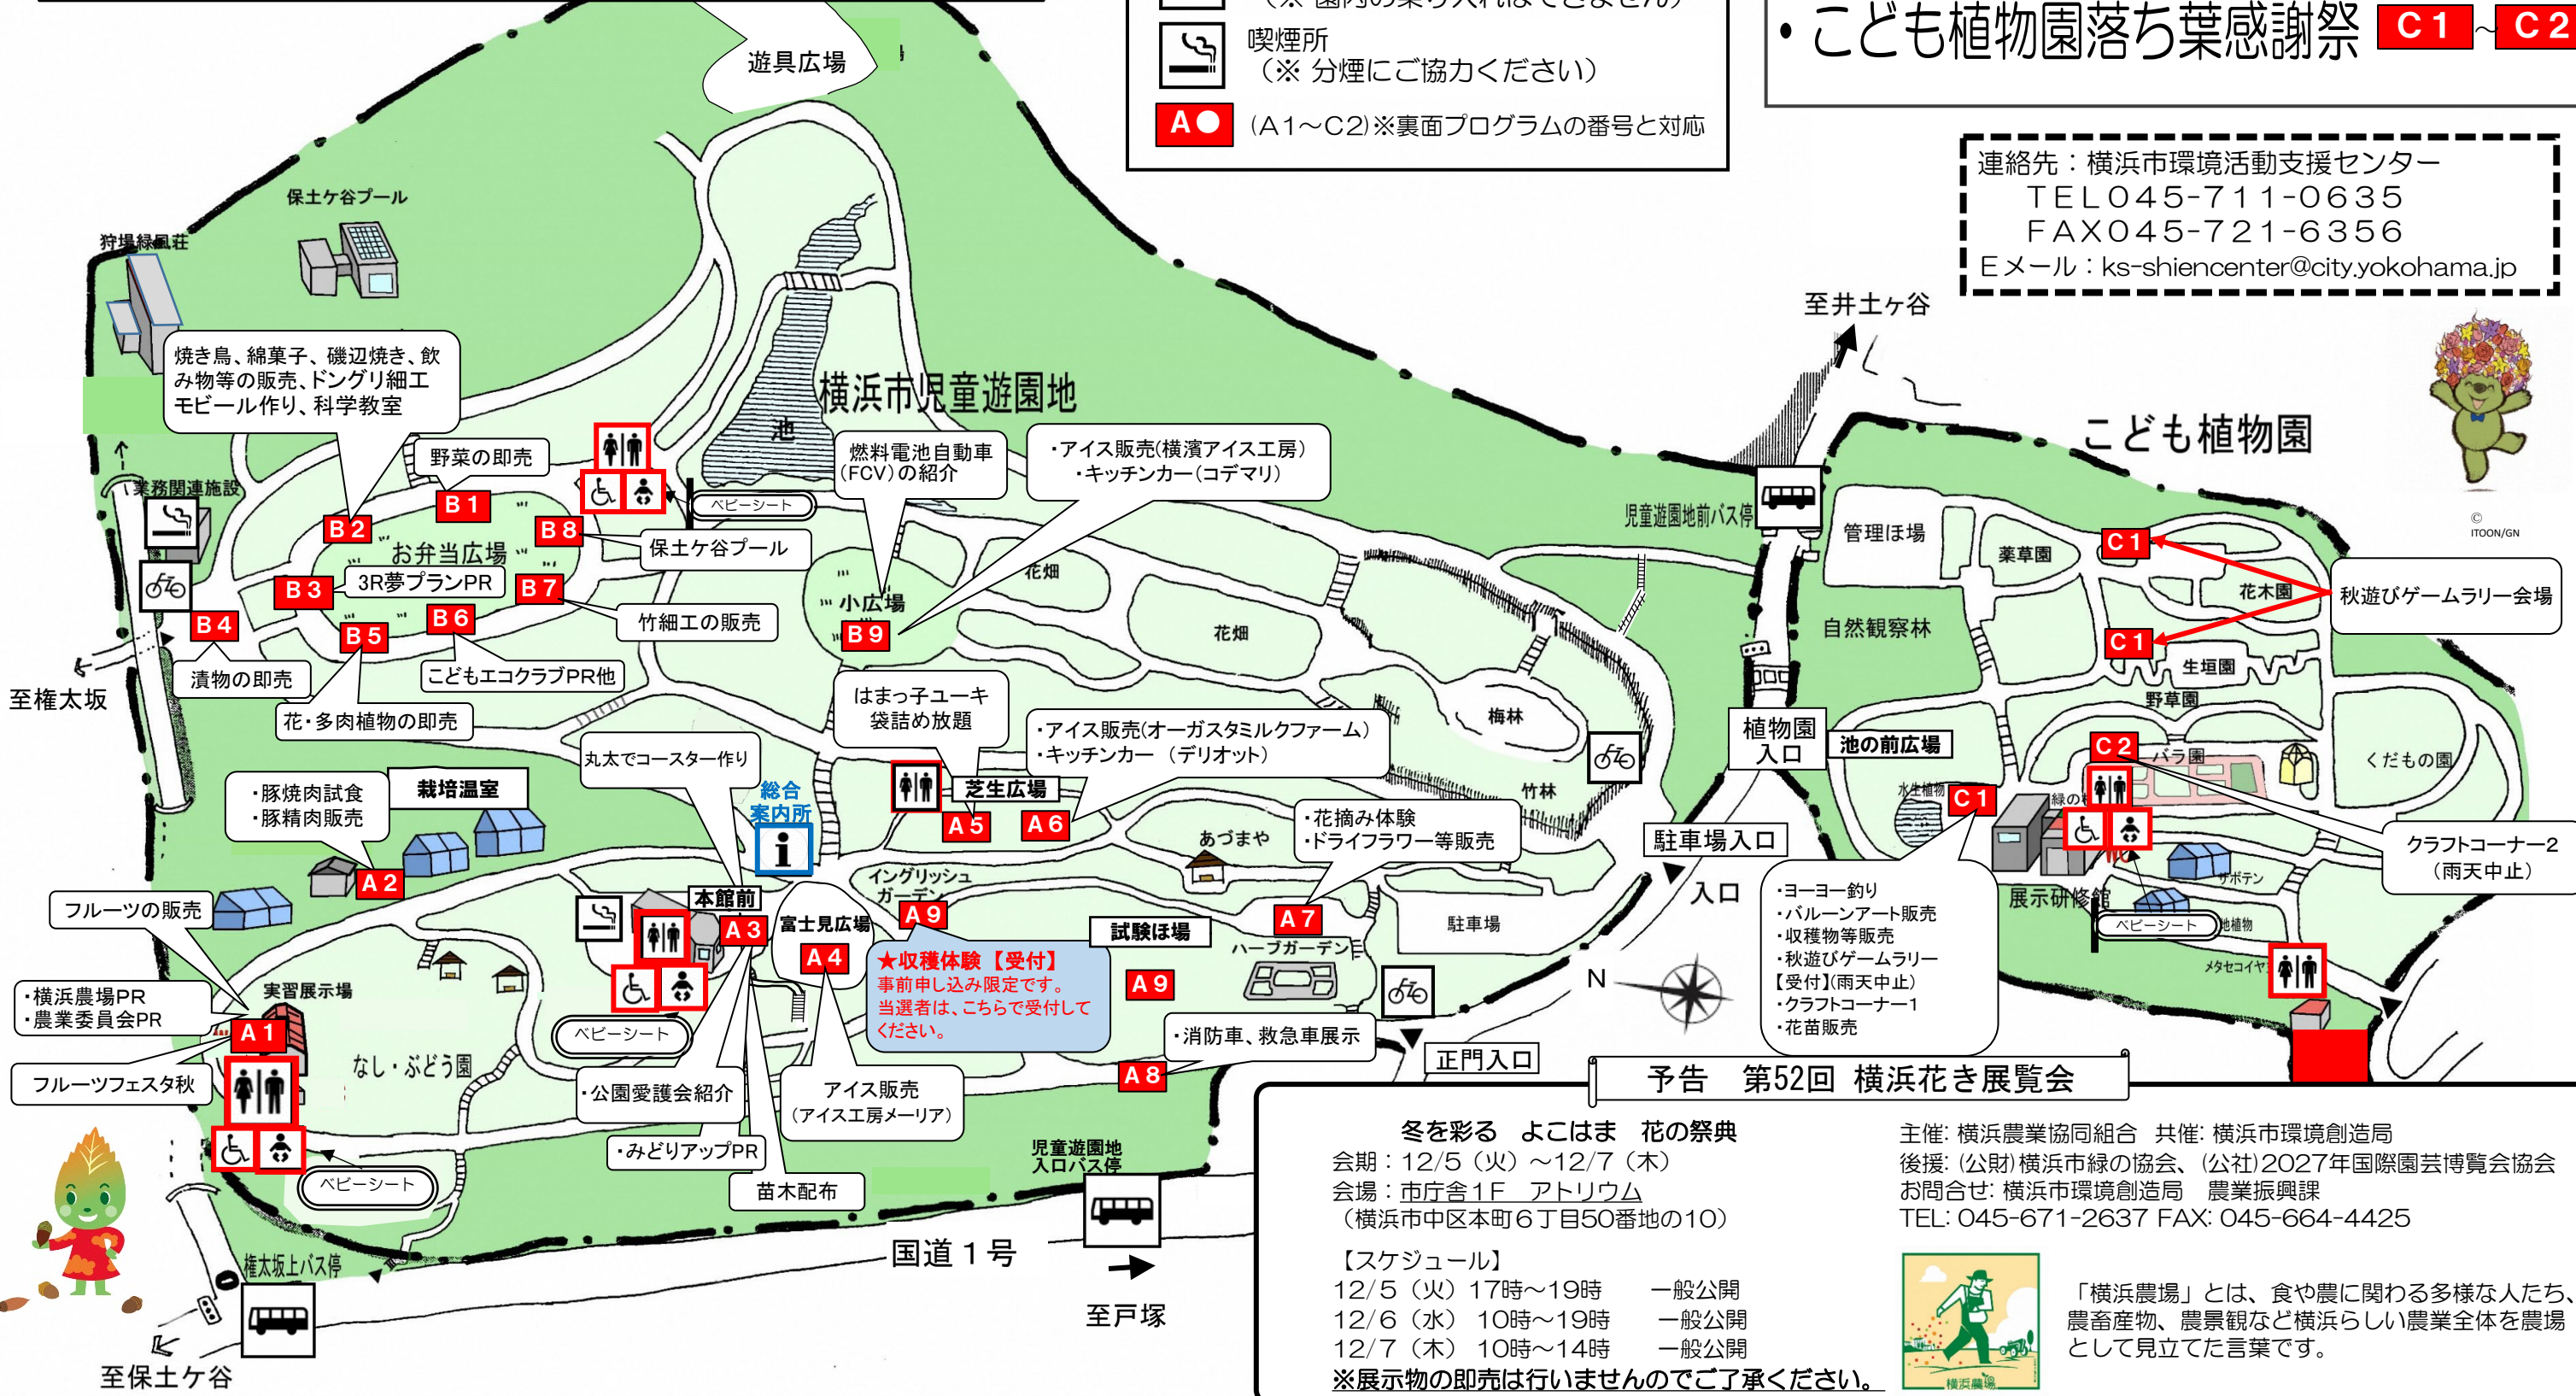 (※ 園内の乗り入れはできません)
喫煙所
(※ 分煙にご協力ください)
A● (A1～C2)※裏面プログラムの番号と対応
・こども植物園落ち葉感謝祭 C1～C2
連絡先：横浜市環境活動支援センター
TEL045-711-0635
FAX045-721-6356
Eメール：ks-shiencenter@city.yokohama.jp
遊具広場
保土ケ谷プール
狩場緑風荘
至井土ヶ谷
焼き鳥、綿菓子、磯辺焼き、飲
み物等の販売、ドングリ細工
モビール作り、科学教室
横浜市児童遊園地
池
こども植物園
©
ITOON/GN
野菜の即売
燃料電池自動車
(FCV)の紹介
・アイス販売(横濱アイス工房)
・キッチンカー(コデマリ)
業務関連施設
B1
B2
B8
ベビーシート
保土ケ谷プール
お弁当広場
B3
3R夢プランPR
B7
竹細工の販売
B4
B5
B6
漬物の即売
こどもエコクラブPR他
花・多肉植物の即売
至権太坂
小広場
B9
花畑
花畑
梅林
竹林
児童遊園地前バス停
管理ほ場
薬草園
C1
花木園
秋遊びゲームラリー会場
自然観察林
C1
生垣園
野草園
植物園
入口
池の前広場
C2
バラ園
くだもの園
水生植物
C1
展示研修館
サボテン
ベビーシート
メタセコイヤ
クラフトコーナー2
(雨天中止)
はまっ子ユーキ
袋詰め放題
・アイス販売(オーガスタミルクファーム)
・キッチンカー (デリオット)
丸太でコースター作り
総合
案内所
i
芝生広場
A5
A6
・豚焼肉試食
・豚精肉販売
栽培温室
A2
あづまや
・花摘み体験
・ドライフラワー等販売
駐車場入口
入口
フルーツの販売
本館前
A3
富士見広場
A4
イングリッシュ
ガーデン
A9
★収穫体験【受付】
事前申し込み限定です。
当選者は、こちらで受付して
ください。
試験ほ場
A9
A7
ハーブガーデン
駐車場
N
・ヨーヨー釣り
・バルーンアート販売
・収穫物等販売
・秋遊びゲームラリー
【受付】(雨天中止)
・クラフトコーナー1
・花苗販売
・横浜農場PR
・農業委員会PR
実習展示場
A1
フルーツフェスタ秋
なし・ぶどう園
ベビーシート
ベビーシート
・公園愛護会紹介
・みどりアップPR
苗木配布
アイス販売
(アイス工房メーリア)
・消防車、救急車展示
A8
正門入口
児童遊園地
入口バス停
権太坂上バス停
国道１号
至戸塚
至保土ケ谷
予告 第52回 横浜花き展覧会
冬を彩る よこはま 花の祭典
会期：12/5（火）～12/7（木）
会場：市庁舎1F アトリウム
（横浜市中区本町６丁目50番地の10）
【スケジュール】
12/5（火）17時～19時 一般公開
12/6（水） 10時～19時 一般公開
12/7（木） 10時～14時 一般公開
※展示物の即売は行いませんのでご了承ください。
主催: 横浜農業協同組合 共催: 横浜市環境創造局
後援: (公財)横浜市緑の協会、(公社)2027年国際園芸博覧会協会
お問合せ: 横浜市環境創造局 農業振興課
TEL: 045-671-2637 FAX: 045-664-4425
横浜農場
「横浜農場」とは、食や農に関わる多様な人たち、
農畜産物、農景観など横浜らしい農業全体を農場
として見立てた言葉です。